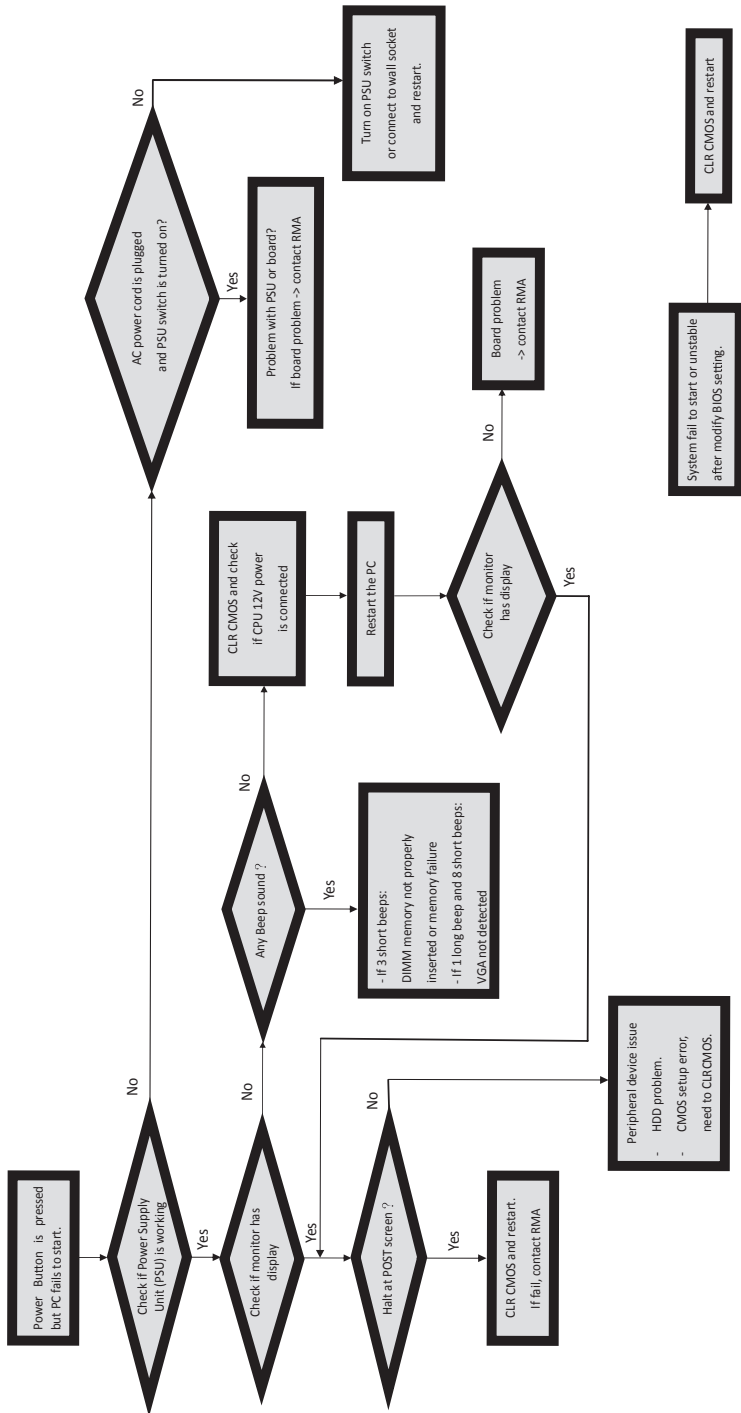 Power Button is pressed
but PC fails to start.
Check if Power Supply
Unit (PSU) is working
No
Yes
AC power cord is plugged
and PSU switch is turned on?
No
Yes
Turn on PSU switch
or connect to wall socket
and restart.
Problem with PSU or board?
If board problem -> contact RMA
Check if monitor has
display
No
Yes
Any Beep sound ?
No
Yes
CLR CMOS and check
if CPU 12V power
is connected
Restart the PC
Check if monitor
has display
No
Yes
Board problem
-> contact RMA
- If 3 short beeps:
DIMM memory not properly
inserted or memory failure
- If 1 long beep and 8 short beeps:
VGA not detected
Halt at POST screen ?
No
Yes
CLR CMOS and restart.
If fail, contact RMA
Peripheral device issue
- HDD problem.
- CMOS setup error,
need to CLRCMOS.
System fail to start or unstable
after modify BIOS setting.
CLR CMOS and restart